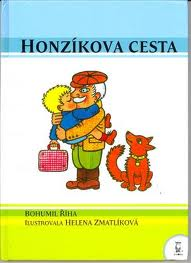 HONZÍKOVA CESTA
BOHUMIL ŘÍHA
ILUSTROVALA HELENA ZMATLÍKOVÁ